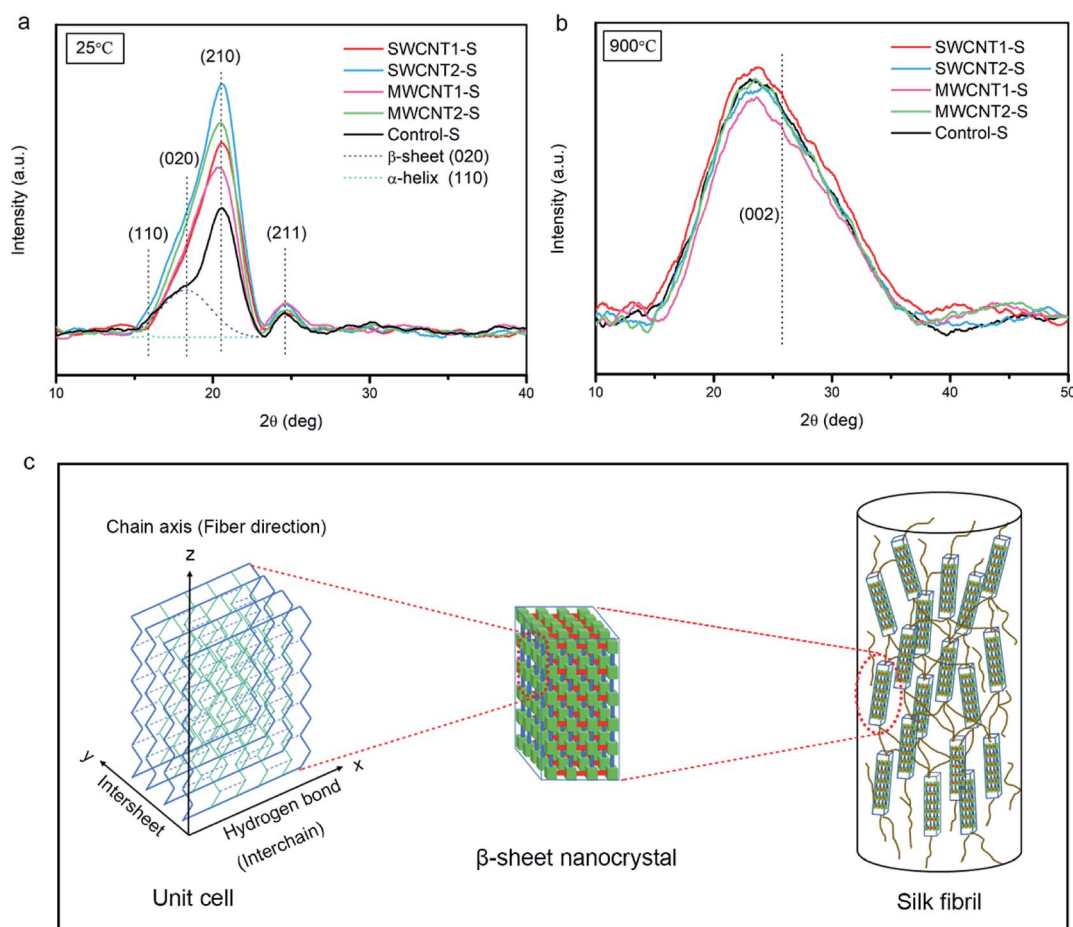 a
25°C
(210)
(020)
(110)
(211)
SWCNT1-S
SWCNT2-S
MWCNT1-S
MWCNT2-S
Control-S
β-sheet (020)
α-helix (110)
Intensity (a.u.)
10
20
30
40
2θ (deg)
b
900°C
SWCNT1-S
SWCNT2-S
MWCNT1-S
MWCNT2-S
Control-S
(002)
Intensity (a.u.)
10
20
30
40
50
2θ (deg)
c
Chain axis (Fiber direction)
z
y
Intersheet
x
Hydrogen bond
(Interchain)
Unit cell
β-sheet nanocrystal
Silk fibril